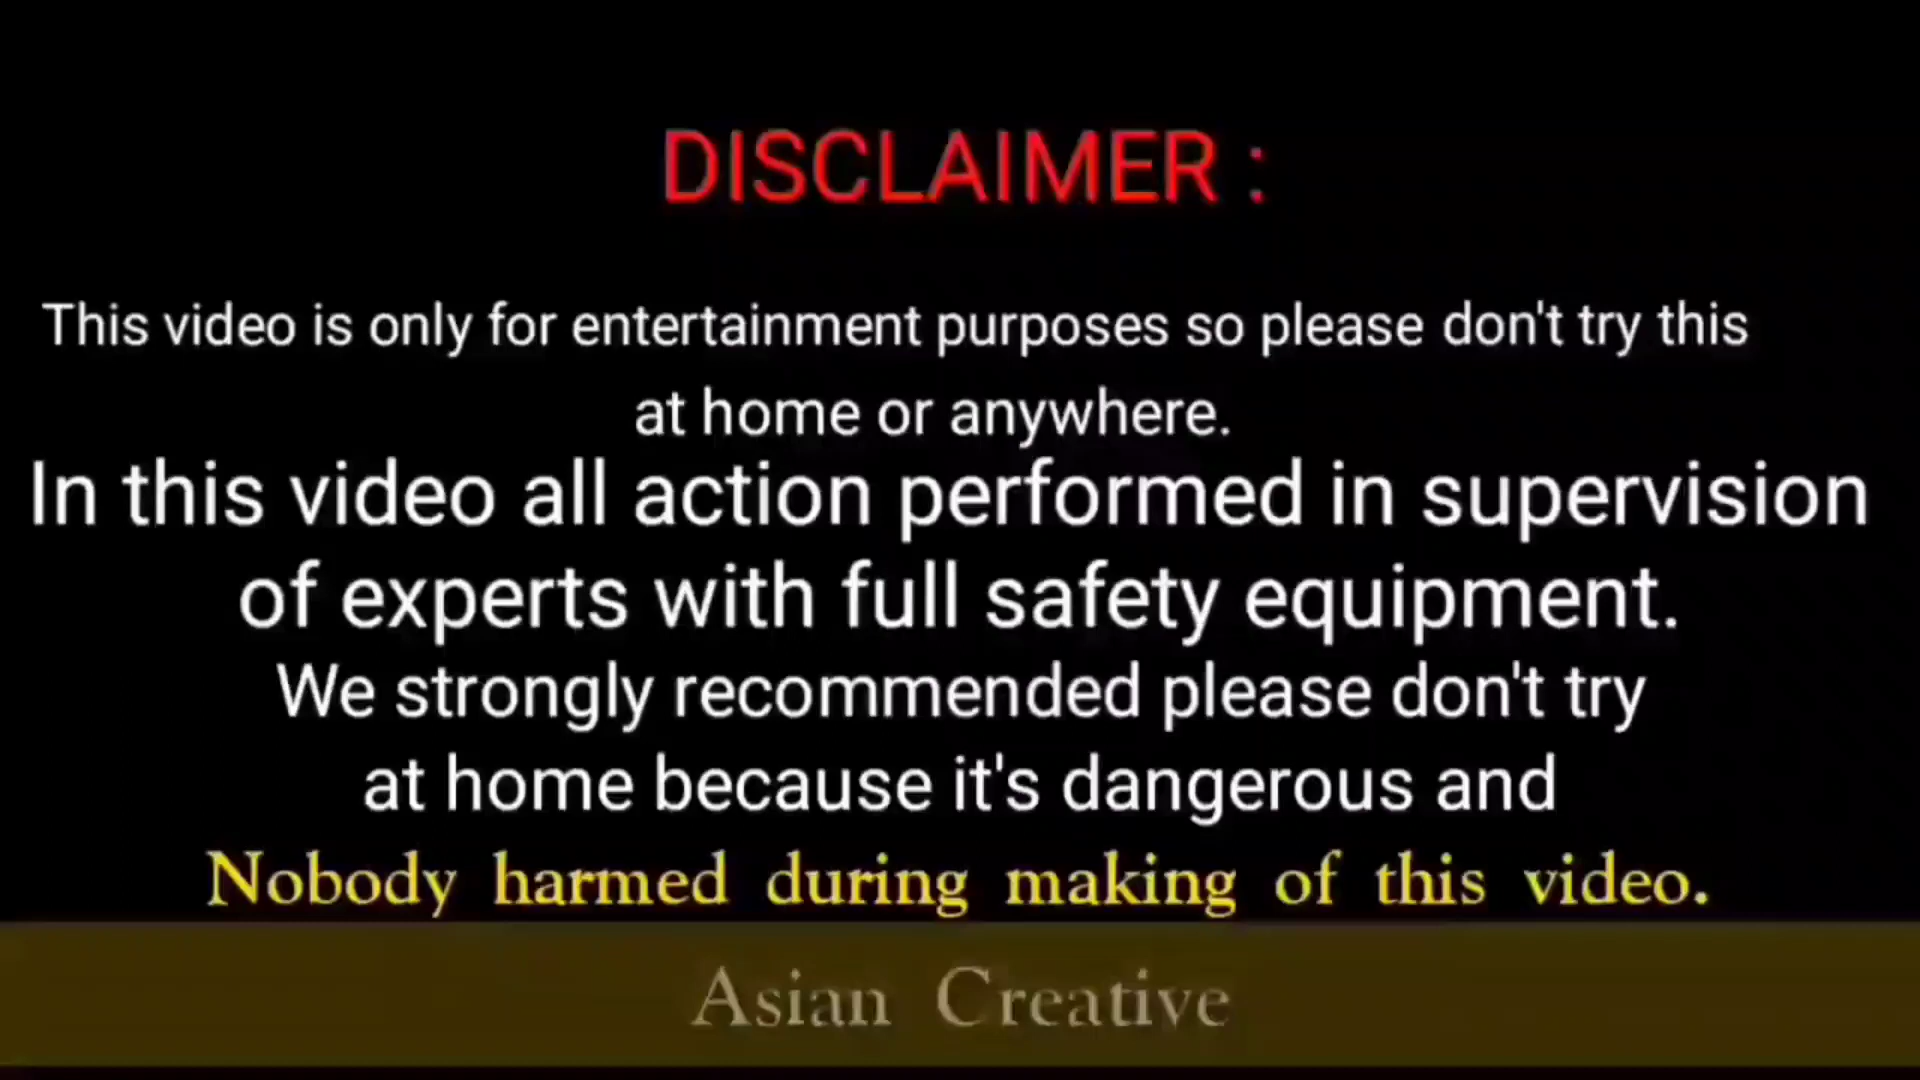 DISCLAIMER :
This video is only for entertainment purposes so please don't try this
at home or anywhere.
In this video all action performed in supervision
of experts with full safety equipment.
We strongly recommended please don't try
at home because it's dangerous and
Nobody harmed during making of this video.
Asian Creative